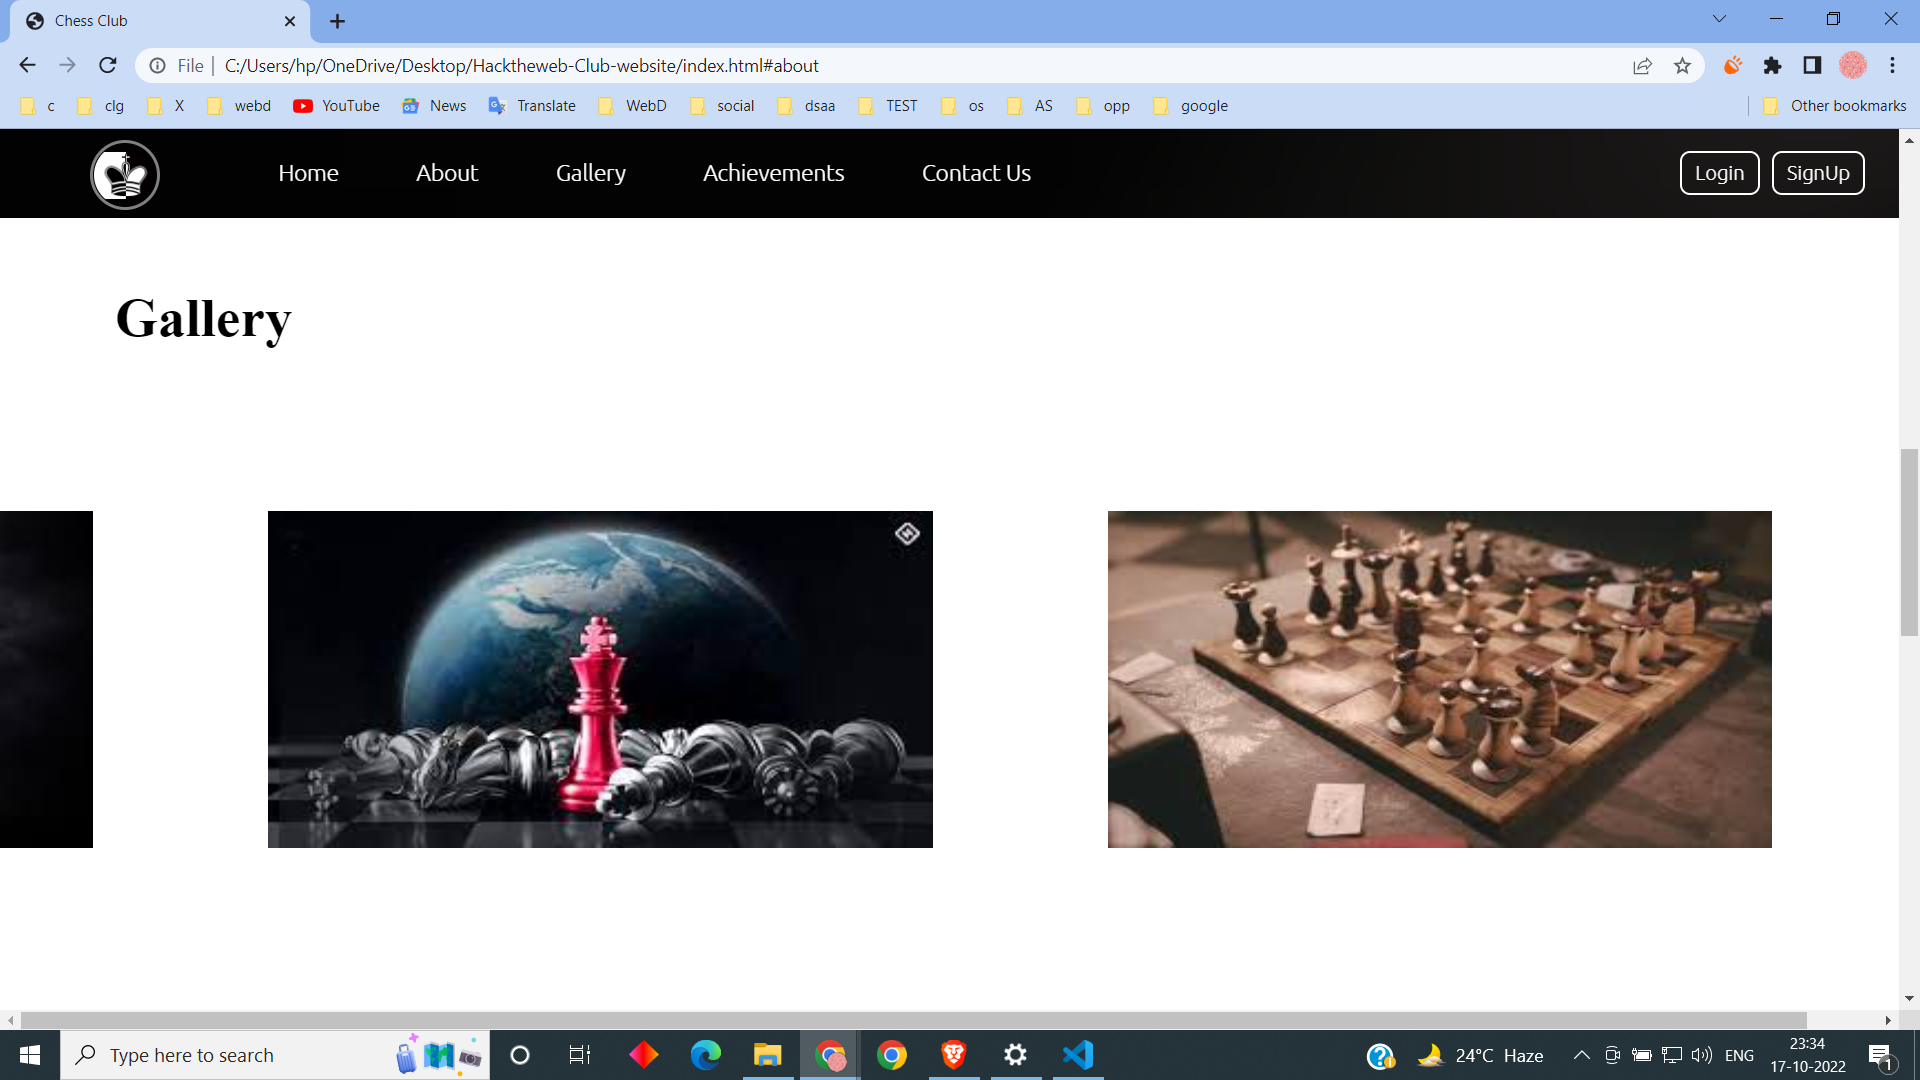 Chess Club
File | C:/Users/hp/OneDrive/Desktop/Hacktheweb-Club-website/index.html#about
c clg X webd YouTube News Translate WebD social dsaa TEST os AS opp google Other bookmarks
Home About Gallery Achievements Contact Us Login SignUp
Gallery
Type here to search
24°C Haze
ENG
23:34
17-10-2022
1